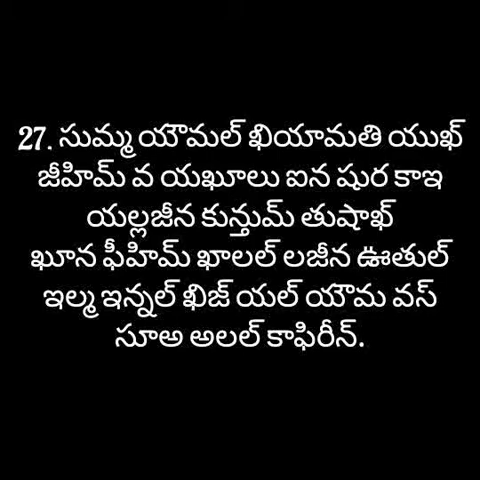 27. సుమ్మ యౌమల్ ఖియామతి యుఖ్
జీహిమ్ వ యఖూలు ఐన షుర కాఇ
యల్లజీన కున్తుమ్ తుషాఖ్
ఖూన ఫీహిమ్ ఖాలల్ లజీన ఊతుల్
ఇల్మ ఇన్నల్ ఖిజ్ యల్ యౌమ వస్
సూఅ అలల్ కాఫిరీన్.